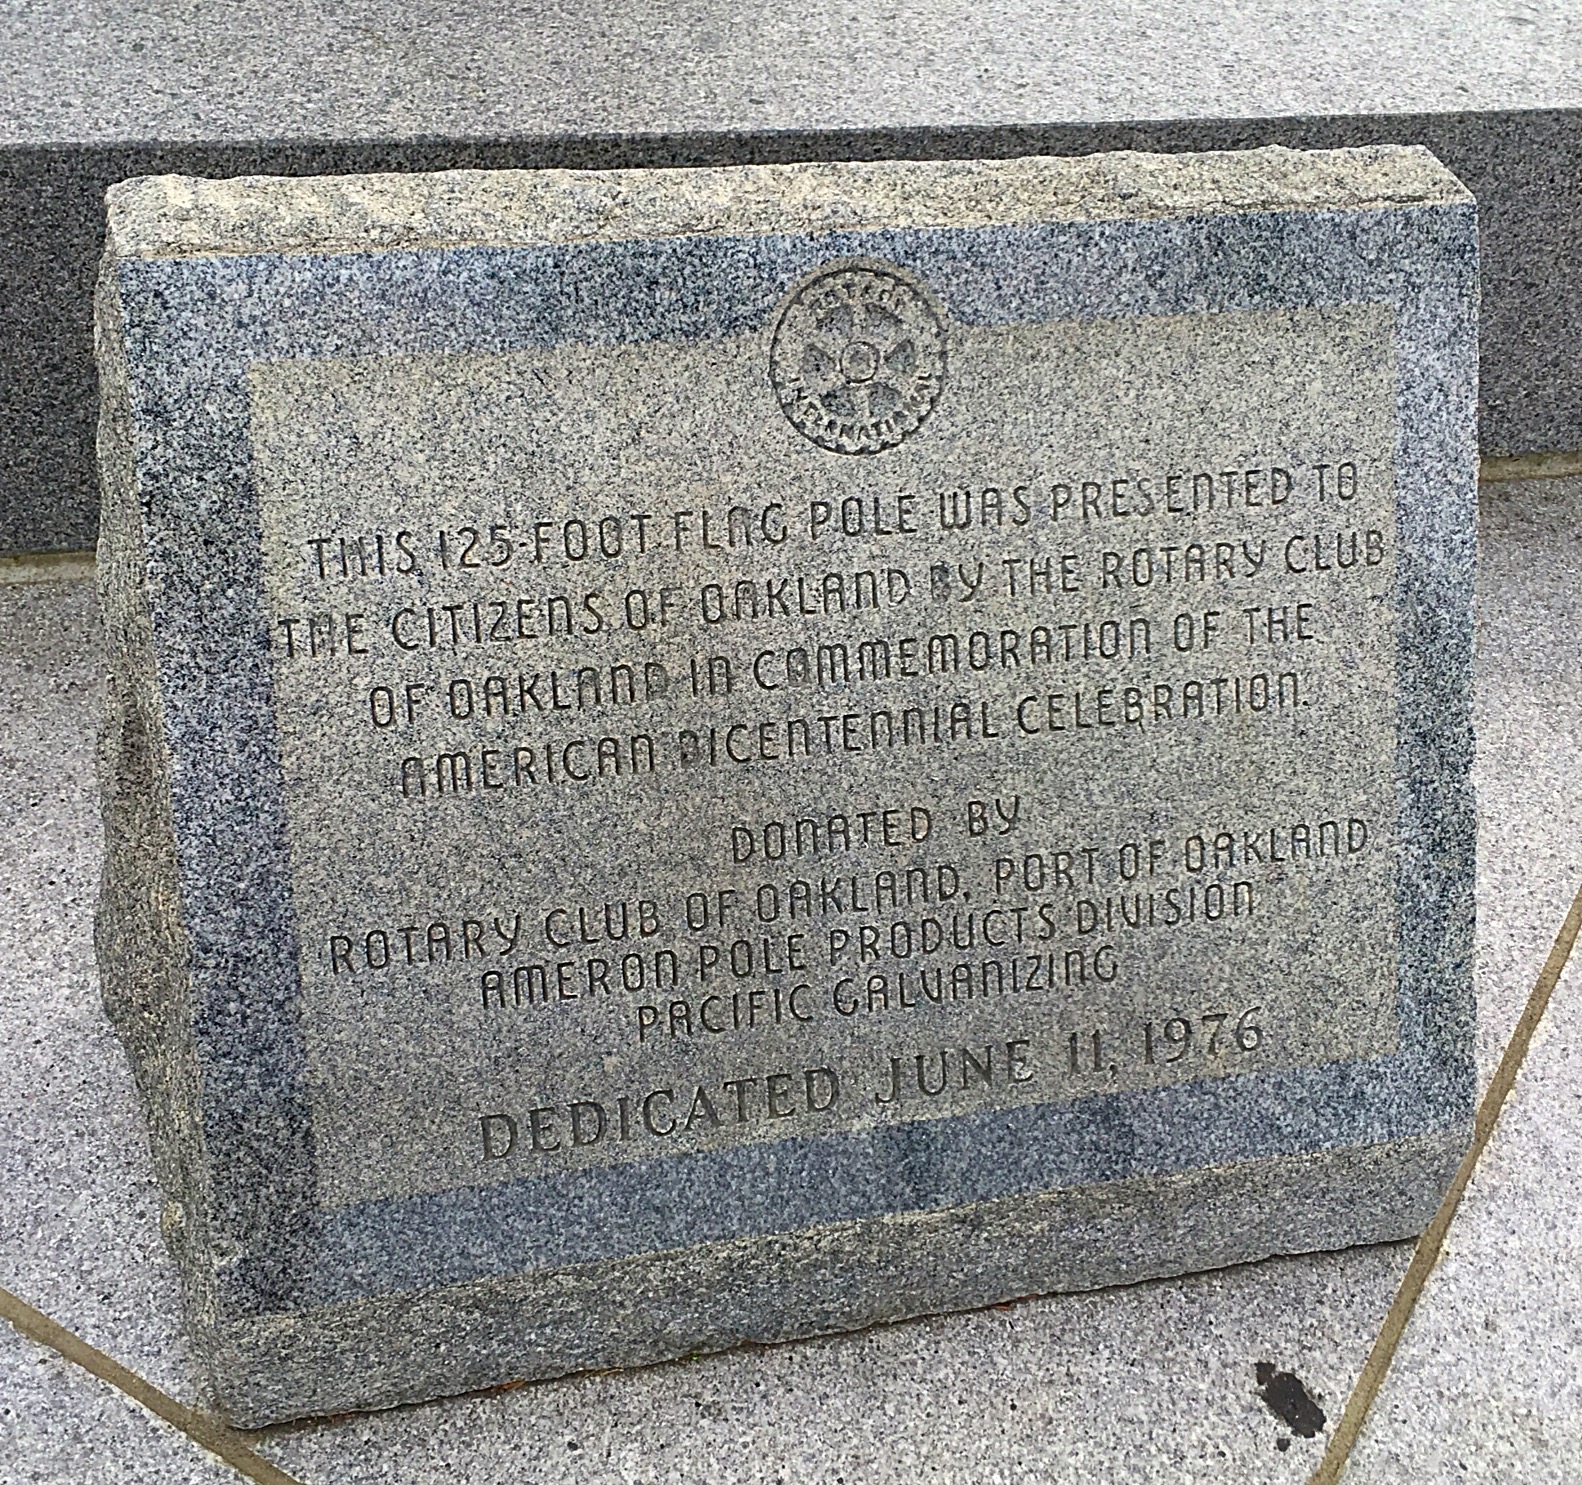 ROTARY
INTERNATIONAL
THIS 125-FOOT FLAG POLE WAS PRESENTED TO
THE CITIZENS OF OAKLAND BY THE ROTARY CLUB
OF OAKLAND IN COMMEMORATION OF THE
AMERICAN BICENTENNIAL CELEBRATION.
DONATED BY
ROTARY CLUB OF OAKLAND, PORT OF OAKLAND
AMERON POLE PRODUCTS DIVISION
PACIFIC GALVANIZING
DEDICATED JUNE 11, 1976